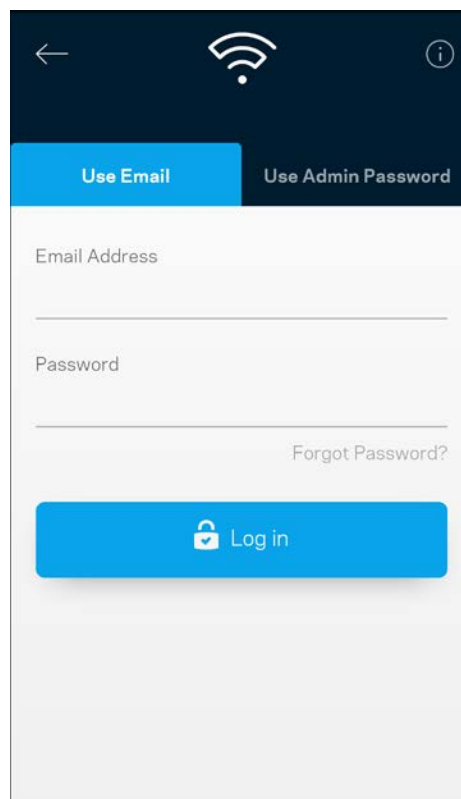 Use Email
Use Admin Password
Email Address
Password
Forgot Password?
Log in